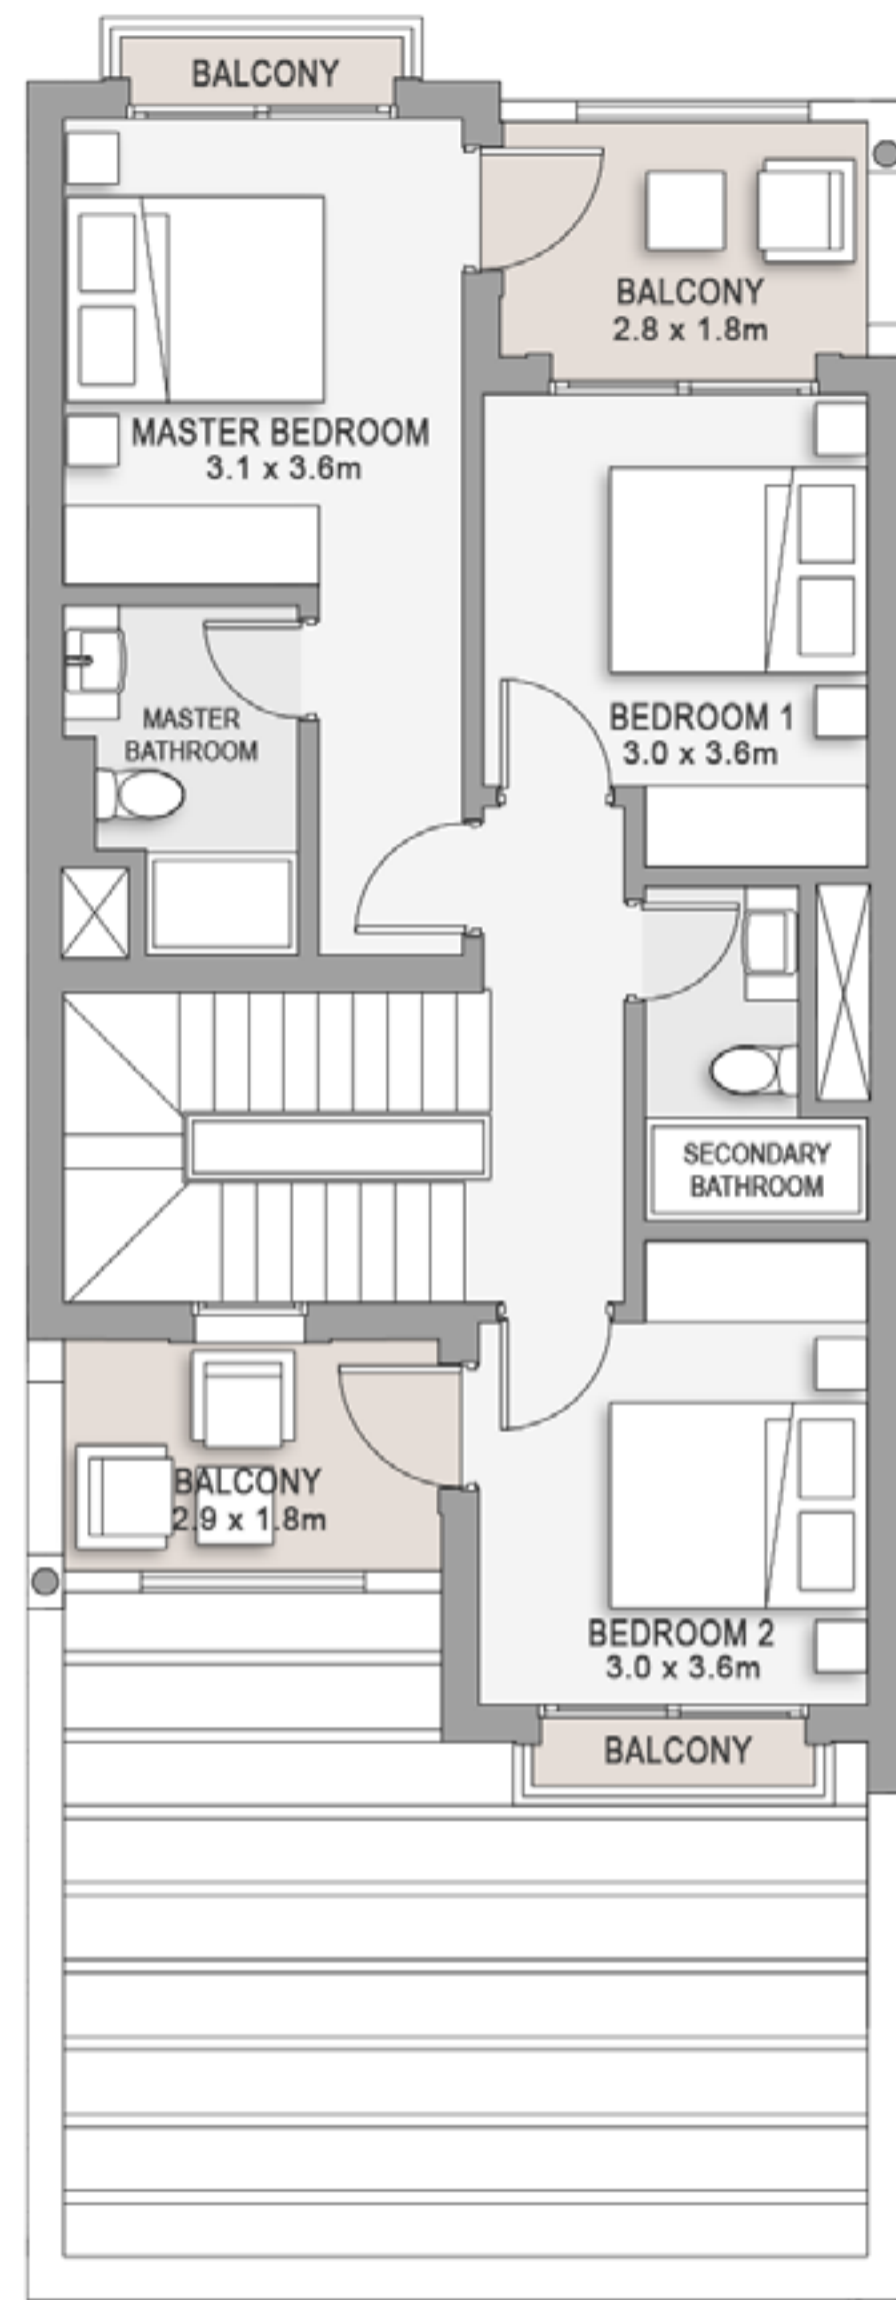 BALCONY
BALCONY
2.8 x 1.8m
MASTER BEDROOM
3.1 x 3.6m
MASTER
BATHROOM
BEDROOM 1
3.0 x 3.6m
SECONDARY
BATHROOM
BALCONY
2.9 x 1.8m
BEDROOM 2
3.0 x 3.6m
BALCONY